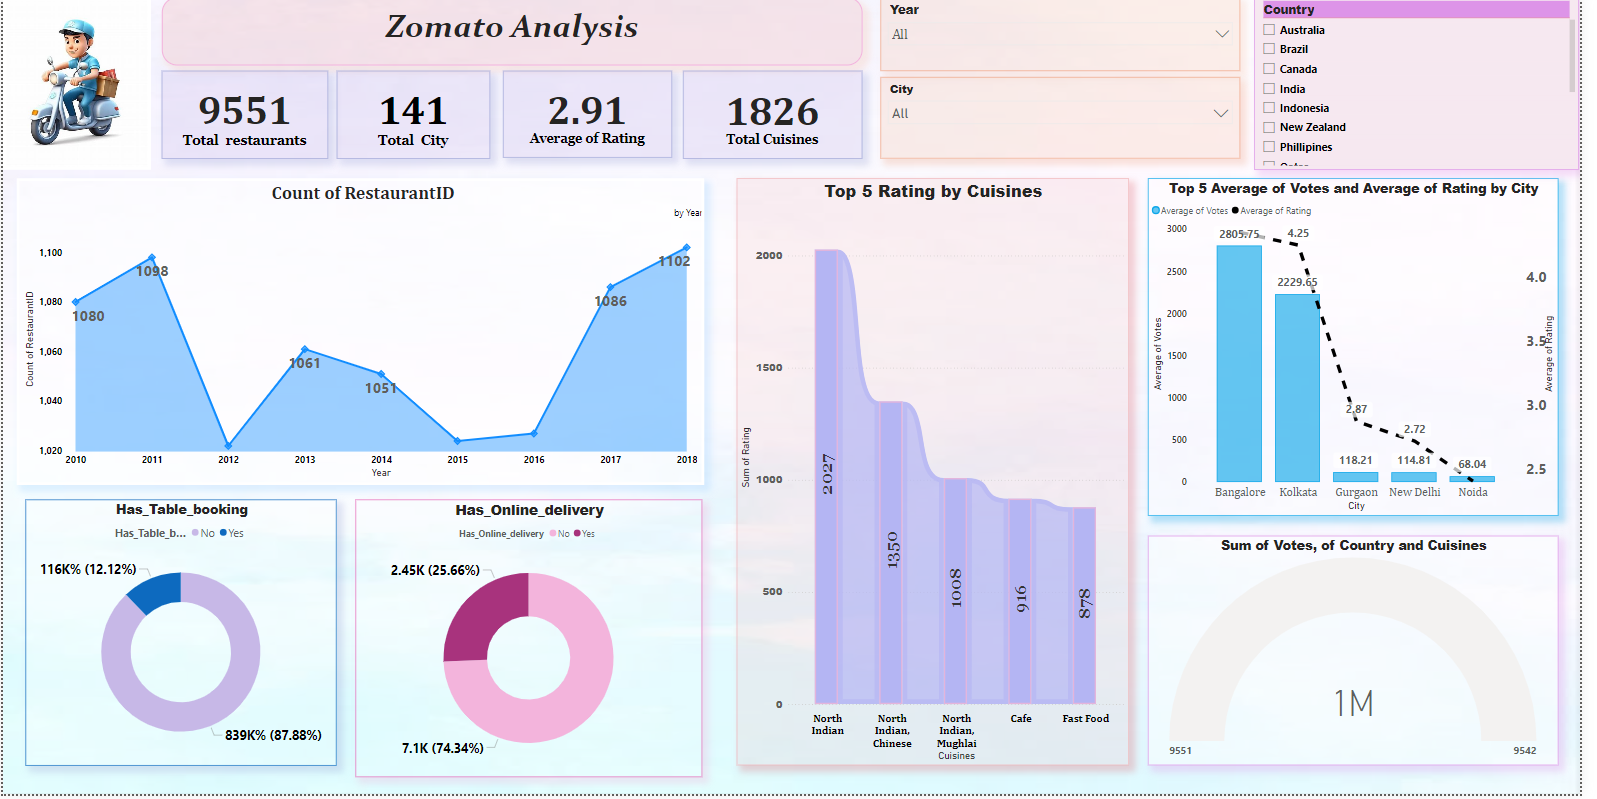 Zomato Analysis
9551
Total restaurants
141
Total City
2.91
Average of Rating
1826
Total Cuisines
Year
All
City
All
Country
Australia
Brazil
Canada
India
Indonesia
New Zealand
Phillipines
Count of RestaurantID
by Year
Count of RestaurantID
1,100
1,080
1,060
1,040
1,020
1080
1098
1061
1051
1086
1102
2010 2011 2012 2013 2014 2015 2016 2017 2018
Year
Has_Table_booking
Has_Table_b... No Yes
116K% (12.12%)
839K% (87.88%)
Has_Online_delivery
Has_Online_delivery No Yes
2.45K (25.66%)
7.1K (74.34%)
Top 5 Rating by Cuisines
Sum of Rating
2000
1500
1000
500
0
2027
1350
1008
916
878
North Indian
North Indian, Chinese
North Indian, Mughlai
Cafe
Fast Food
Cuisines
Top 5 Average of Votes and Average of Rating by City
Average of Votes Average of Rating
Average of Votes
3000
2500
2000
1500
1000
500
0
2805.75
4.25
2229.65
2.87
118.21
2.72
114.81
68.04
4.0
3.5
3.0
2.5
Average of Rating
Bangalore Kolkata Gurgaon New Delhi Noida
City
Sum of Votes, of Country and Cuisines
1M
9551
9542